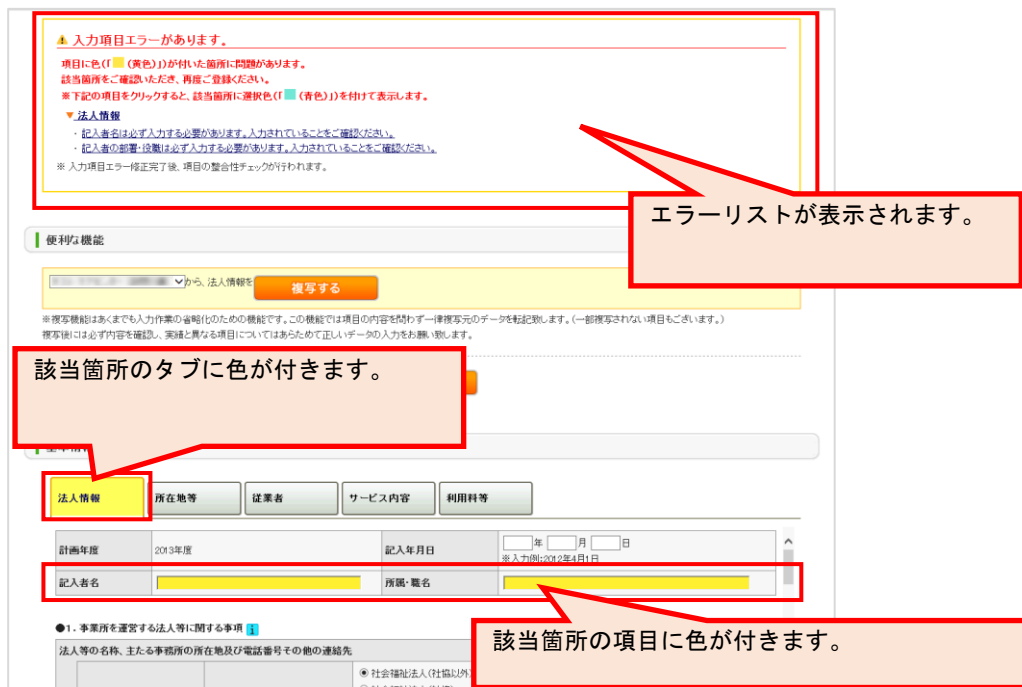 入力項目エラーがあります。
項目に色(「 (黄色)」)が付いた箇所に問題があります。
該当箇所をご確認いただき、再度ご登録ください。
※下記の項目をクリックすると、該当箇所に選択色(「 (青色)」)を付けて表示します。
▼法人情報
・記入者名は必ず入力する必要があります。入力されていることをご確認ください。
・記入者の部署・役職は必ず入力する必要があります。入力されていることをご確認ください。
※ 入力項目エラー修正完了後、項目の整合性チェックが行われます。
エラーリストが表示されます。
便利な機能
から、法人情報を 複写する
※複写機能はあくまでも入力作業の省略化のための機能です。この機能では項目の内容を問わず一律複写元のデータを転記致します。(一部複写されない項目もございます。)
複写後には必ず内容を確認し、実績と異なる項目についてはあらためて正しいデータの入力をお願い致します。
該当箇所のタブに色が付きます。
法人情報 所在地等 従業者 サービス内容 利用料等
計画年度 2013年度 記入年月日 年 月 日
※入力例:2012年4月1日
記入者名 所属・職名
該当箇所の項目に色が付きます。
●1．事業所を運営する法人等に関する事項 i
法人等の名称、主たる事務所の所在地及び電話番号その他の連絡先
社会福祉法人(社協以外)